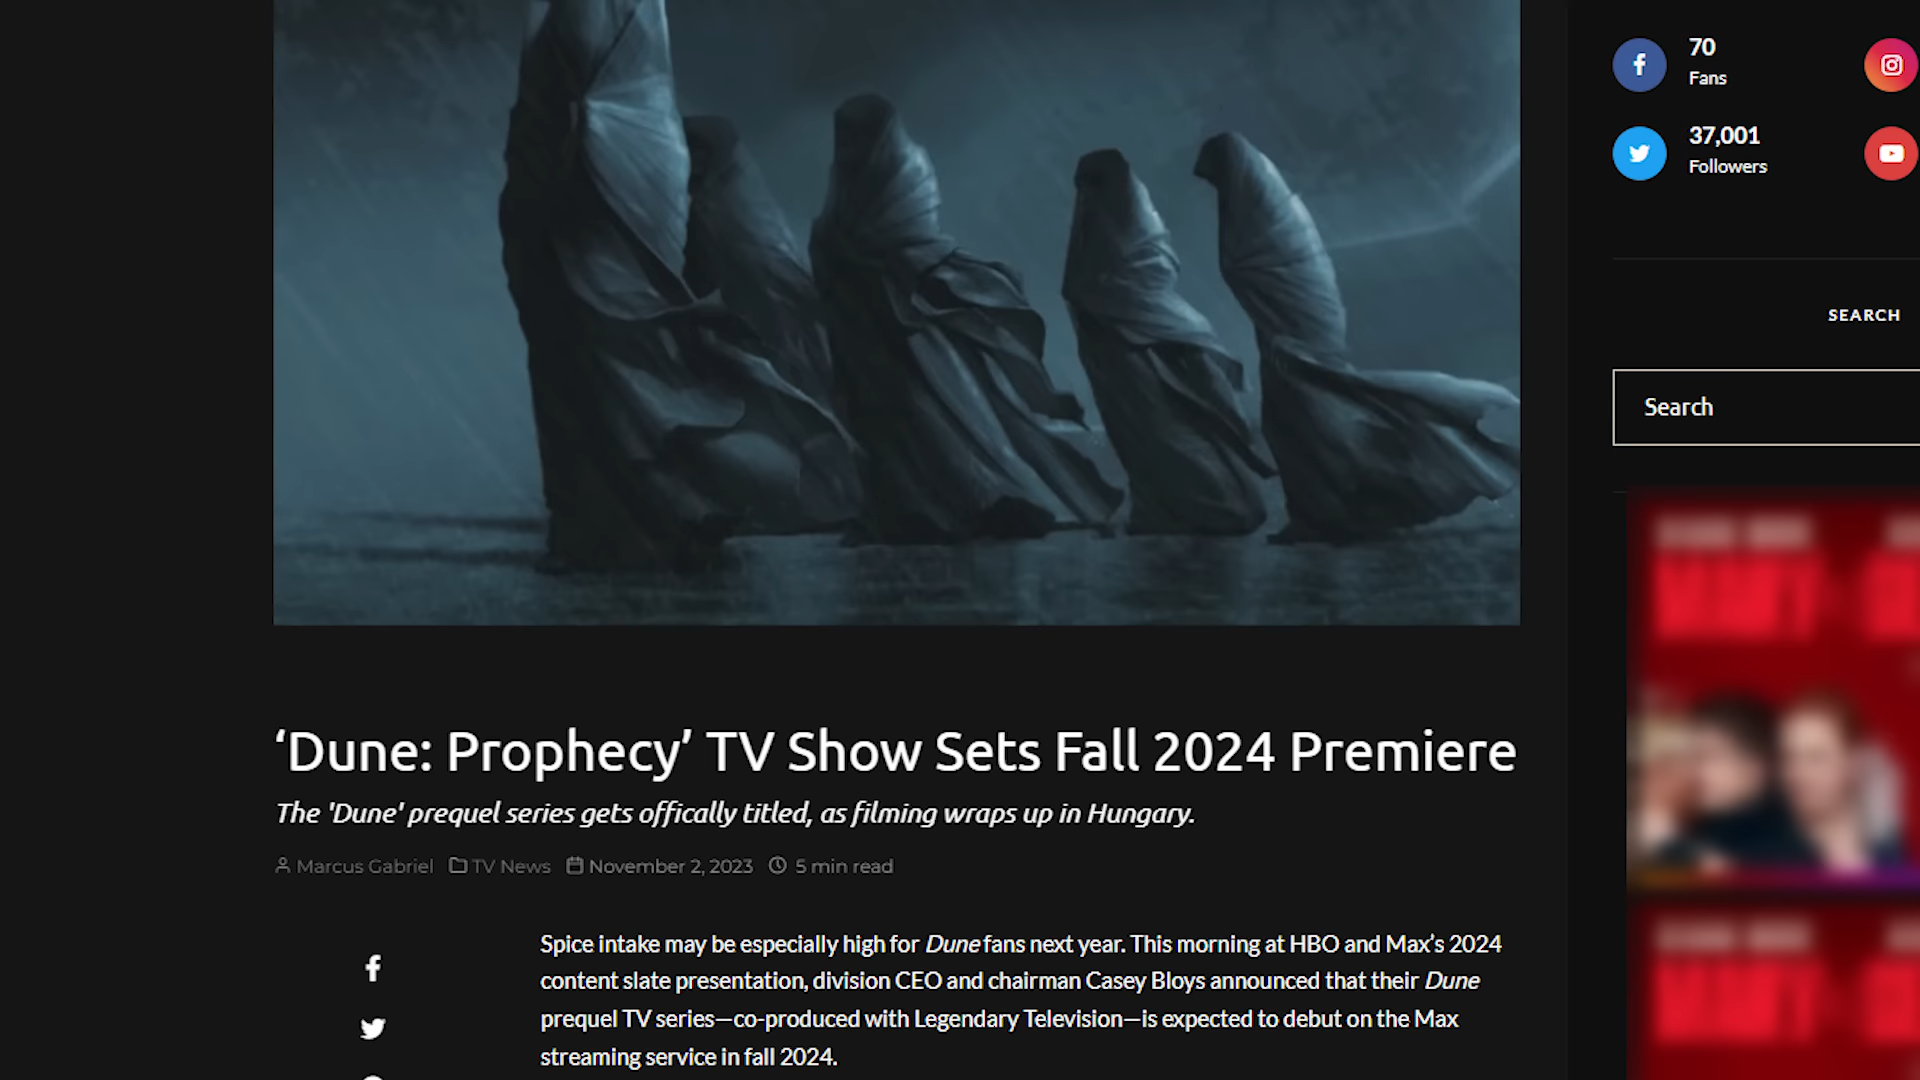 70
Fans
37,001
Followers
SEARCH
Search
‘Dune: Prophecy’ TV Show Sets Fall 2024 Premiere
The 'Dune' prequel series gets offically titled, as filming wraps up in Hungary.
Marcus Gabriel TV News November 2, 2023 5 min read
Spice intake may be especially high for Dune fans next year. This morning at HBO and Max’s 2024
content slate presentation, division CEO and chairman Casey Bloys announced that their Dune
prequel TV series—co-produced with Legendary Television—is expected to debut on the Max
streaming service in fall 2024.